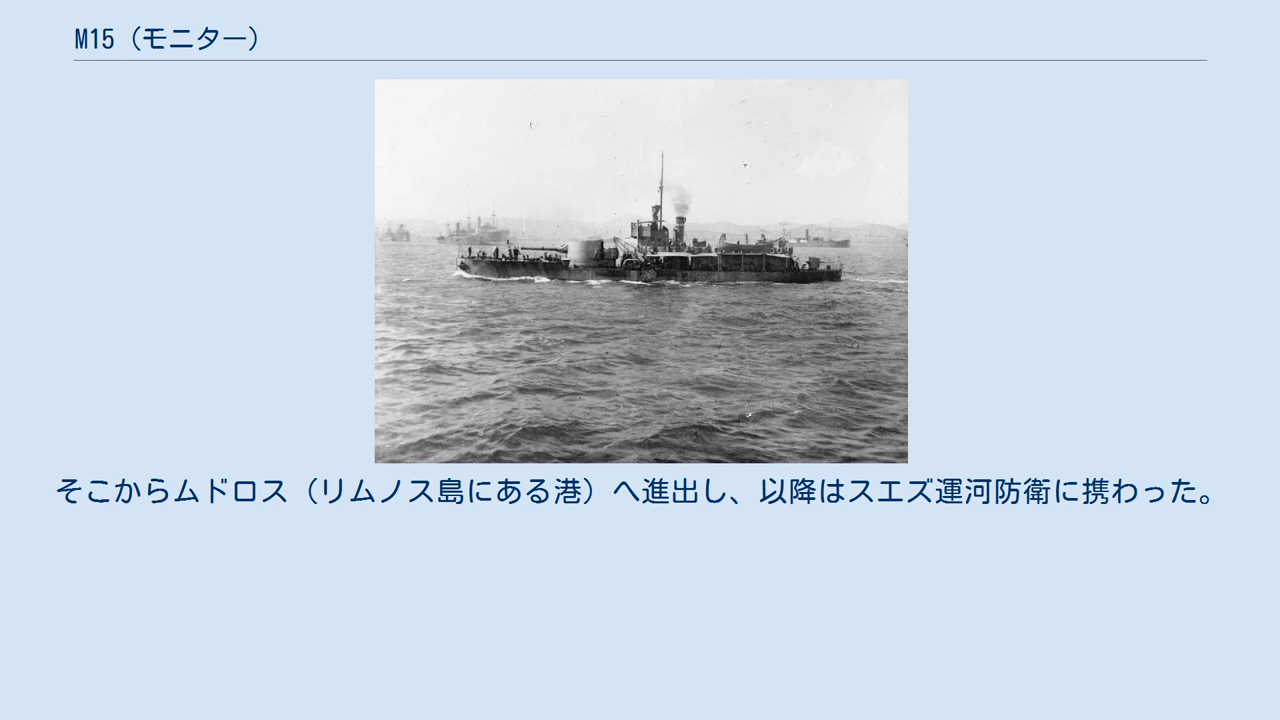 M15（モニター）
そこからムドロス（リムノス島にある港）へ進出し、以降はスエズ運河防衛に携わった。